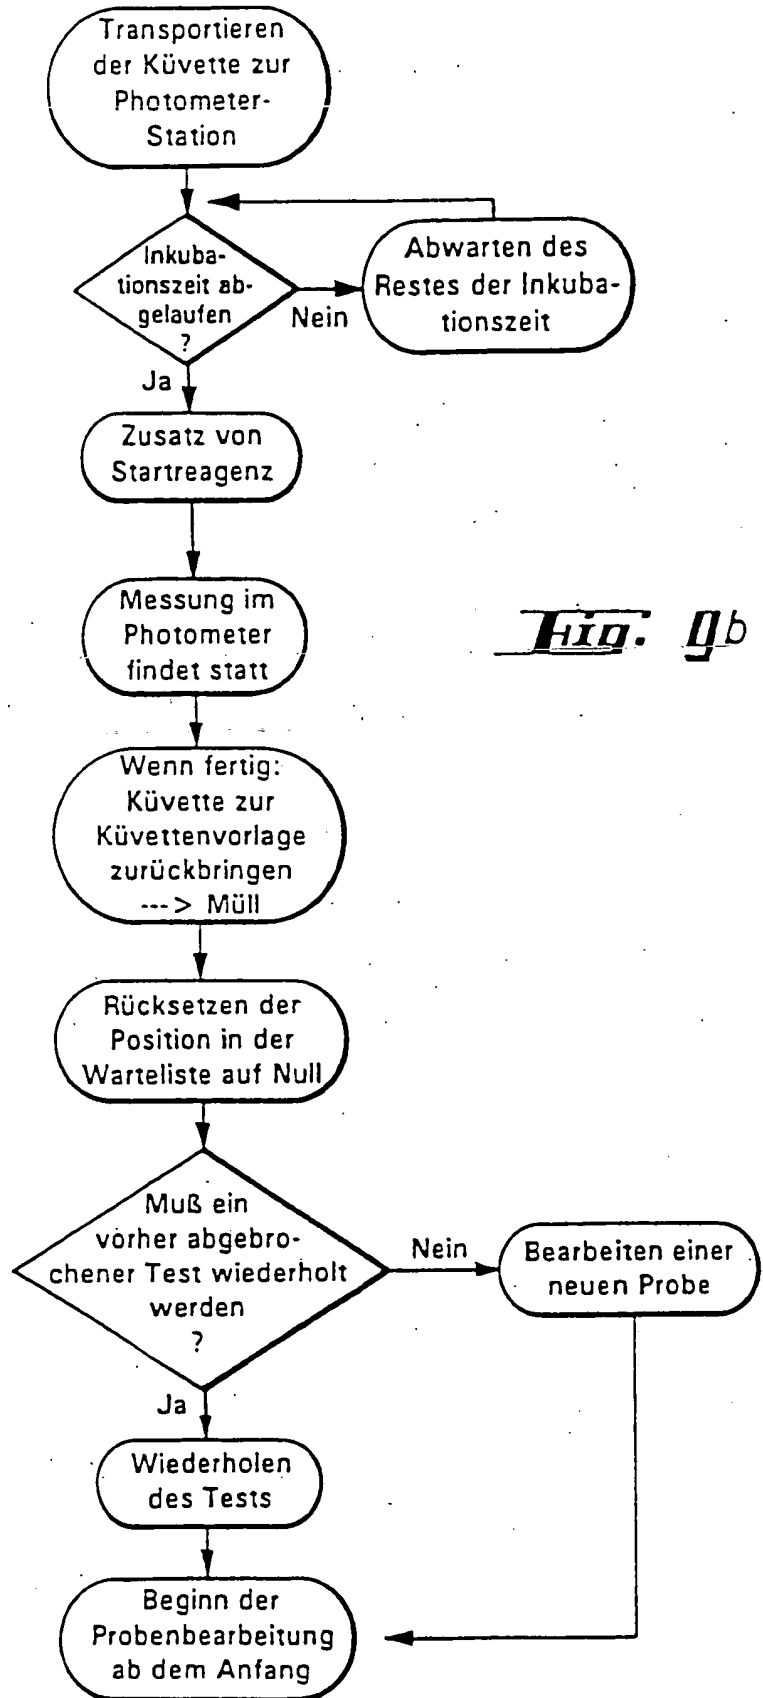 Transportieren
der Küvette zur
Photometer-
Station
Inkuba-
tionszeit ab-
gelaufen
?
Nein
Abwarten des
Restes der Inkuba-
tionszeit
Ja
Zusatz von
Startreagenz
Messung im
Photometer
findet statt
Fig. 9b
Wenn fertig:
Küvette zur
Küvettenvorlage
zurückbringen
---> Müll
Rücksetzen der
Position in der
Warteliste auf Null
Muß ein
vorher abgebro-
chener Test wiederholt
werden
?
Nein
Bearbeiten einer
neuen Probe
Ja
Wiederholen
des Tests
Beginn der
Probenbearbeitung
ab dem Anfang